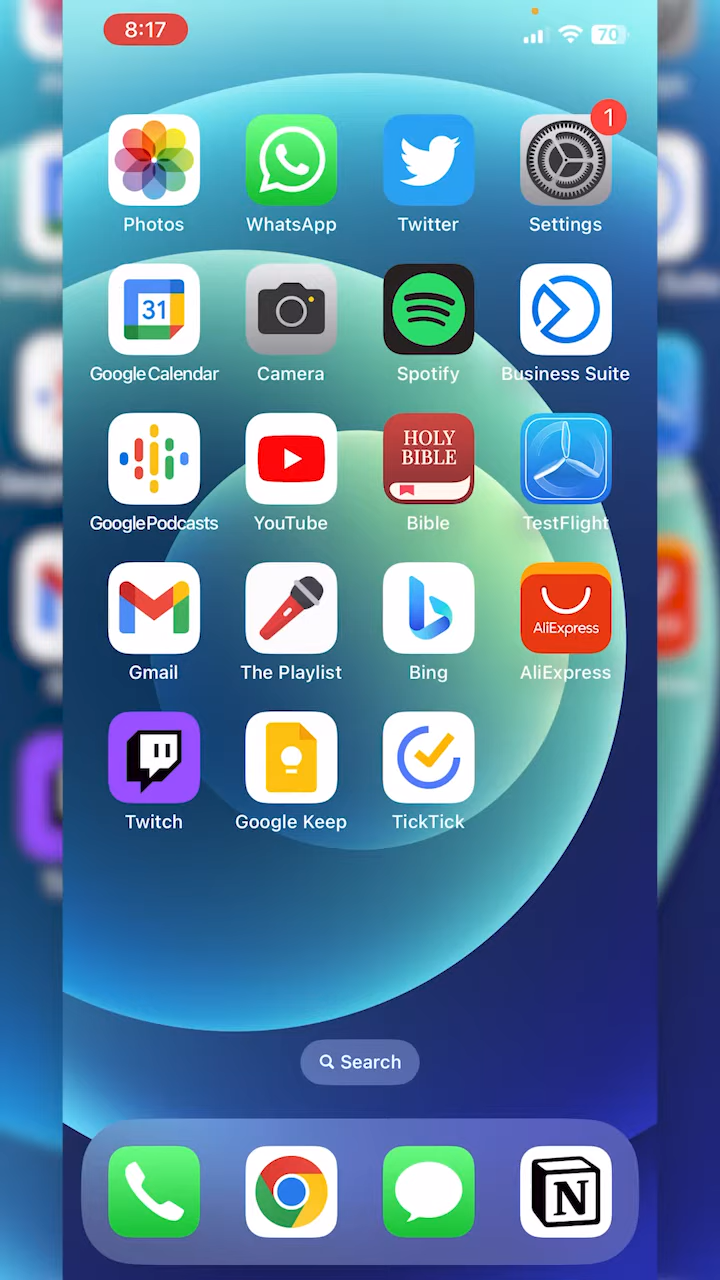 8:17
70
1
Photos
WhatsApp
Twitter
Settings
31
Google Calendar
Camera
Spotify
Business Suite
HOLY
BIBLE
Google Podcasts
YouTube
Bible
TestFlight
AliExpress
Gmail
The Playlist
Bing
AliExpress
Twitch
Google Keep
TickTick
Search
N